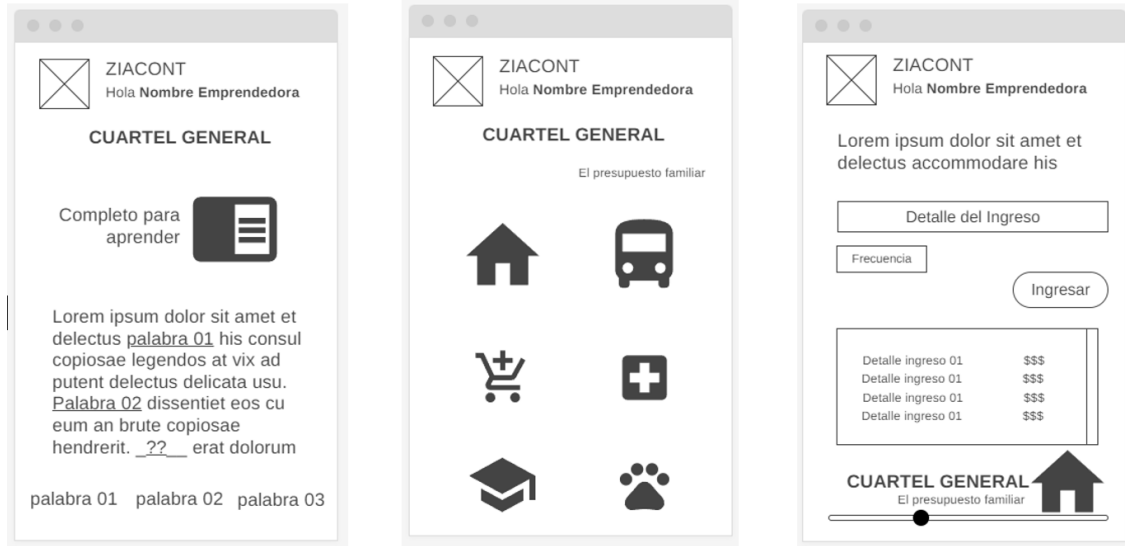 ZIACONT
Hola Nombre Emprendedora
CUARTEL GENERAL
Completo para
aprender
Lorem ipsum dolor sit amet et
delectus palabra 01 his consul
copiosae legendos at vix ad
putent delectus delicata usu.
Palabra 02 dissentiet eos cu
eum an brute copiosae
hendrerit. _??__ erat dolorum
palabra 01 palabra 02 palabra 03
ZIACONT
Hola Nombre Emprendedora
CUARTEL GENERAL
El presupuesto familiar
ZIACONT
Hola Nombre Emprendedora
Lorem ipsum dolor sit amet et
delectus accommodare his
Detalle del Ingreso
Frecuencia
Ingresar
Detalle ingreso 01 $$$
Detalle ingreso 01 $$$
Detalle ingreso 01 $$$
Detalle ingreso 01 $$$
CUARTEL GENERAL
El presupuesto familiar